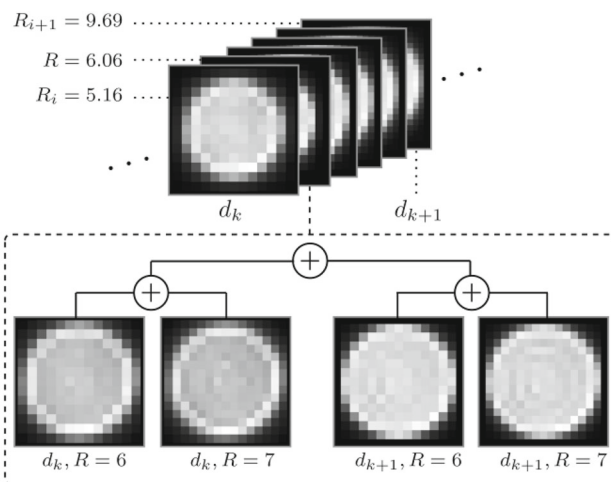 R_{i+1} = 9.69
R = 6.06
R_i = 5.16
d_k
d_{k+1}
d_k, R = 6
d_k, R = 7
d_{k+1}, R = 6
d_{k+1}, R = 7